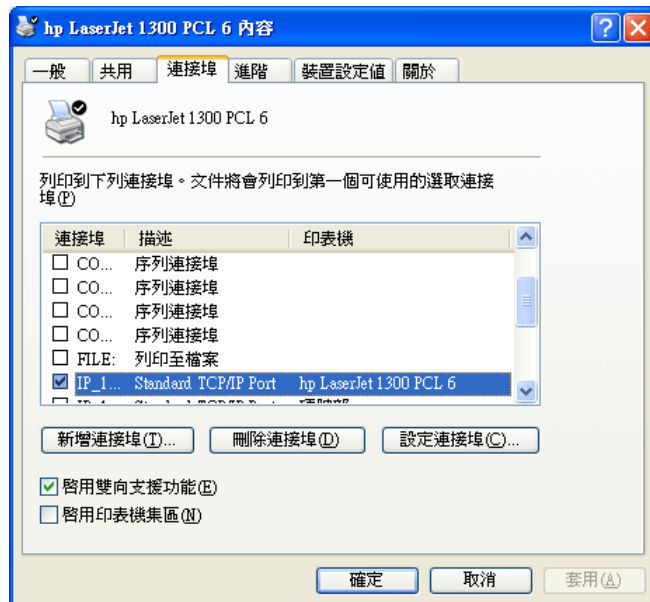 hp LaserJet 1300 PCL 6 內容
一般 共用 連接埠 進階 裝置設定值 關於
hp LaserJet 1300 PCL 6
列印到下列連接埠。文件將會列印到第一個可使用的選取連接
埠(P)
連接埠 描述 印表機
CO... 序列連接埠
CO... 序列連接埠
CO... 序列連接埠
CO... 序列連接埠
FILE: 列印至檔案
IP_1... Standard TCP/IP Port hp LaserJet 1300 PCL 6
新增連接埠(T)... 刪除連接埠(D) 設定連接埠(C)...
啓用雙向支援功能(E)
啓用印表機集區(N)
確定 取消 套用(A)